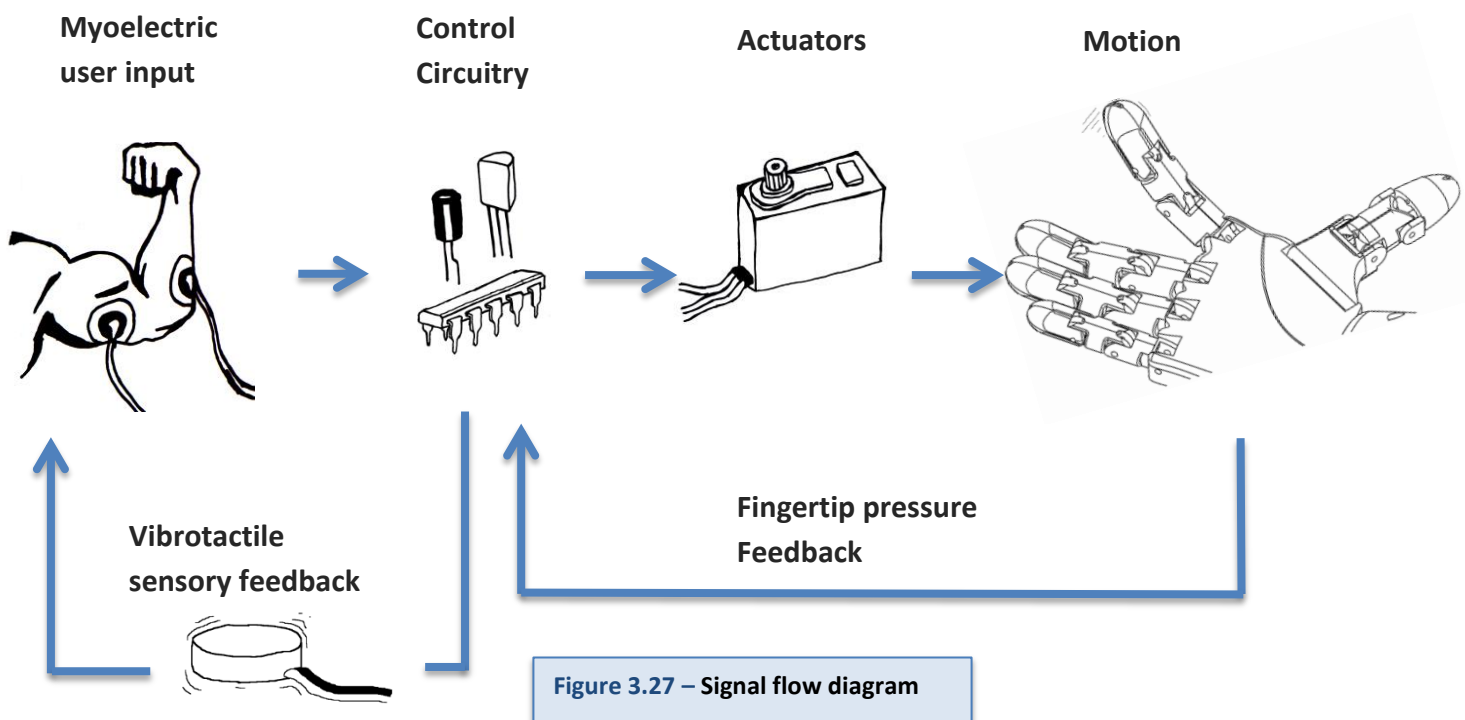 Myoelectric
user input
Control
Circuitry
Actuators
Motion
Vibrotactile
sensory feedback
Fingertip pressure
Feedback
Figure 3.27 – Signal flow diagram